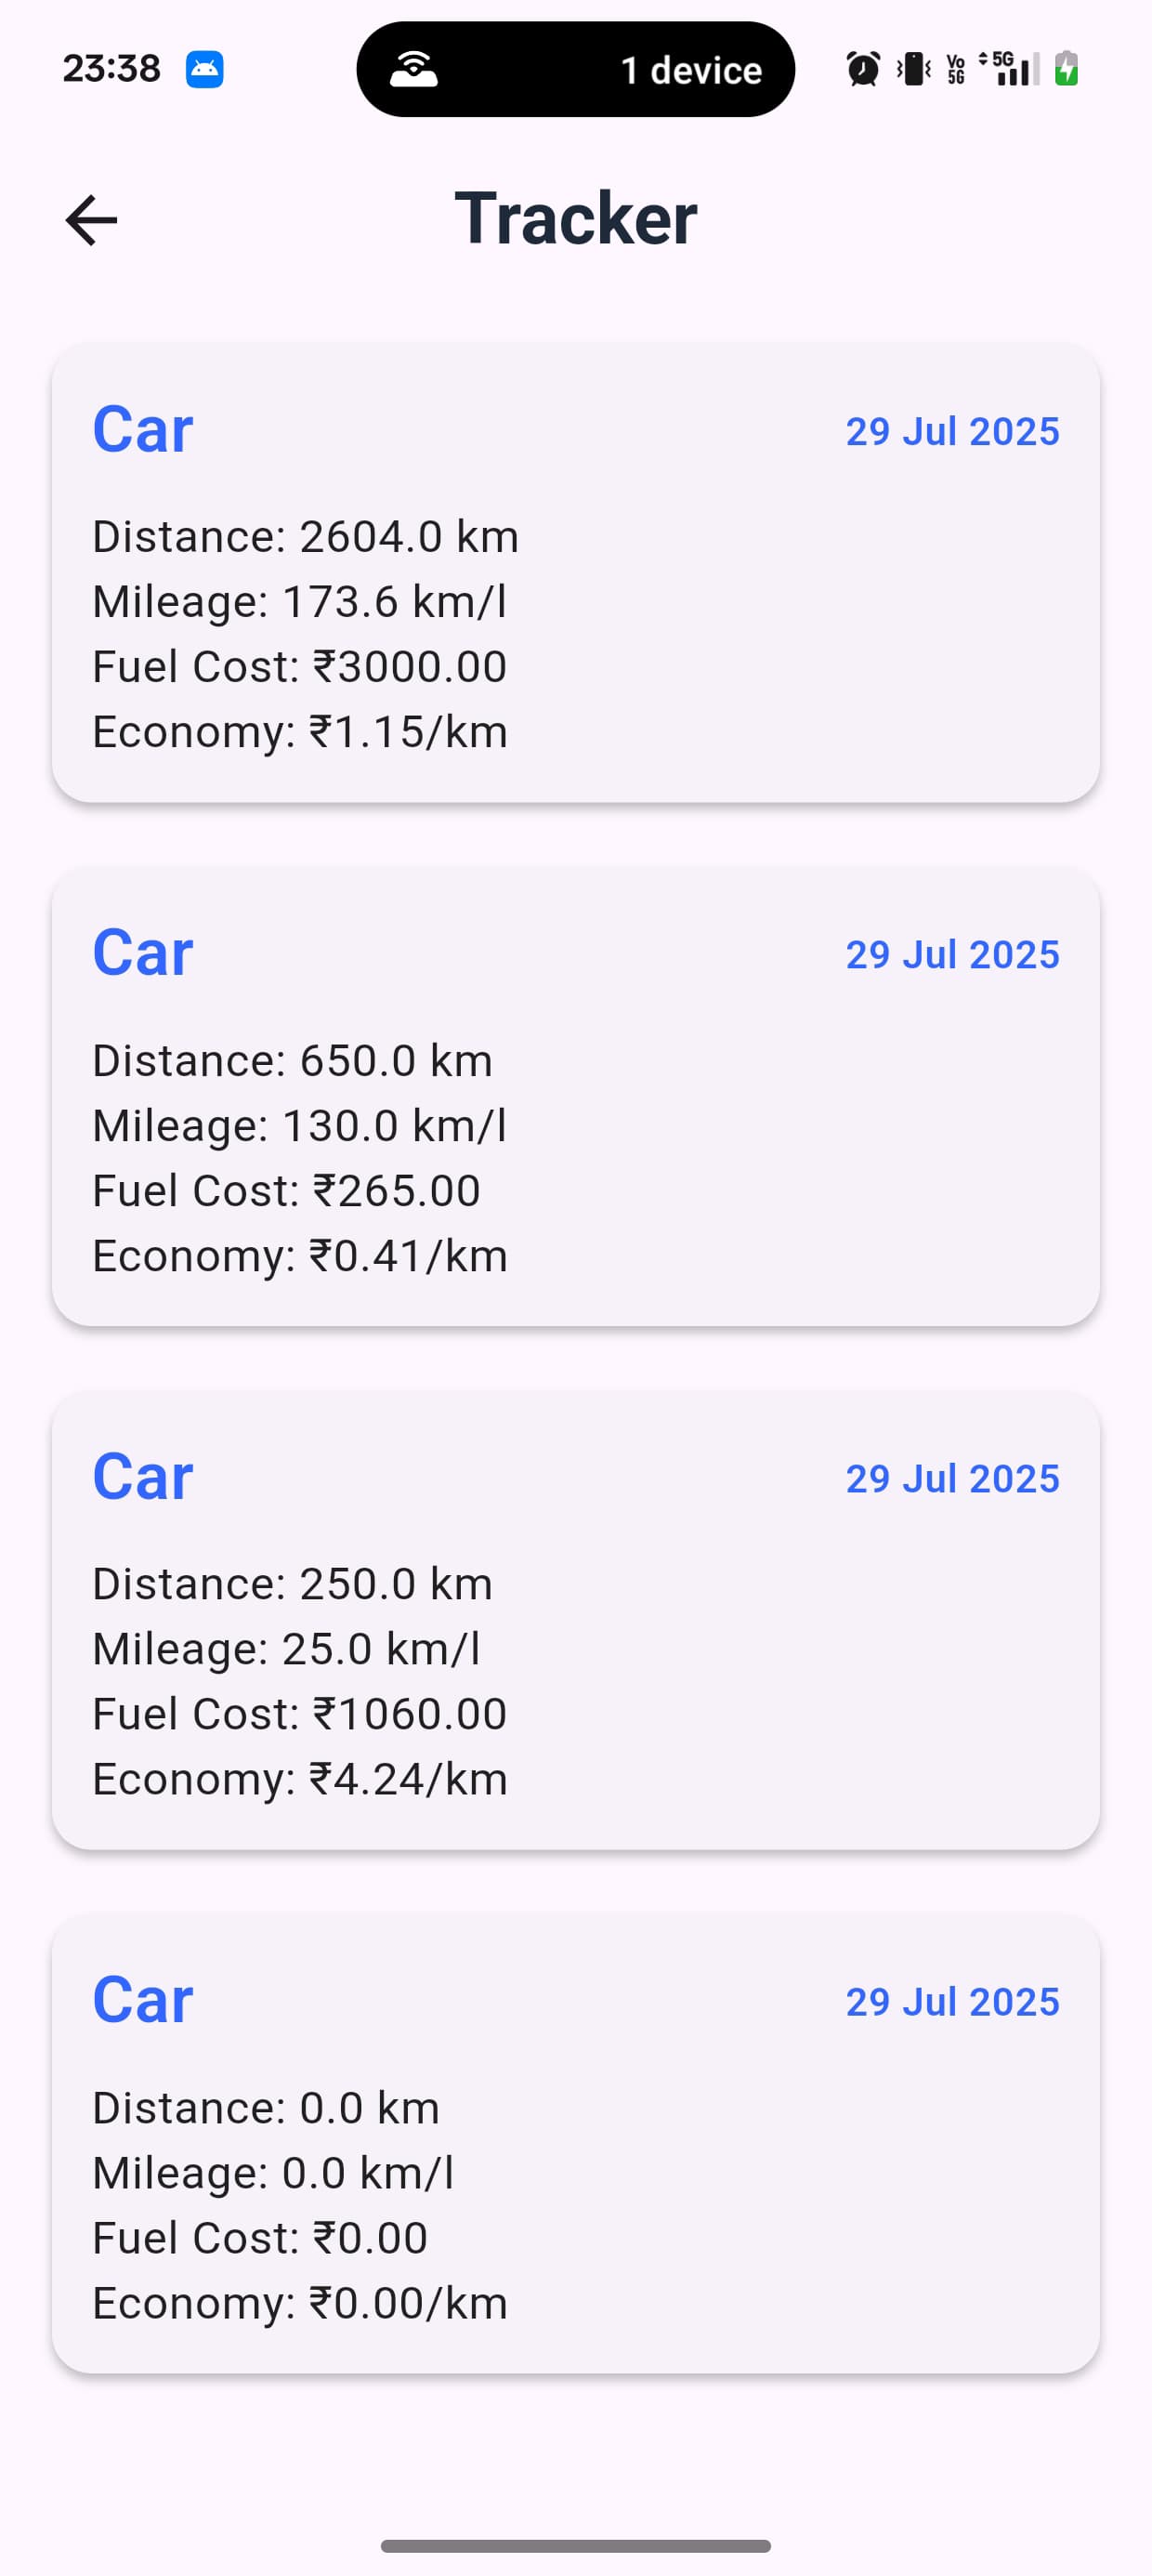 23:38
1 device
Vo 5G
5G
Tracker
Car 29 Jul 2025
Distance: 2604.0 km
Mileage: 173.6 km/l
Fuel Cost: ₹3000.00
Economy: ₹1.15/km
Car 29 Jul 2025
Distance: 650.0 km
Mileage: 130.0 km/l
Fuel Cost: ₹265.00
Economy: ₹0.41/km
Car 29 Jul 2025
Distance: 250.0 km
Mileage: 25.0 km/l
Fuel Cost: ₹1060.00
Economy: ₹4.24/km
Car 29 Jul 2025
Distance: 0.0 km
Mileage: 0.0 km/l
Fuel Cost: ₹0.00
Economy: ₹0.00/km